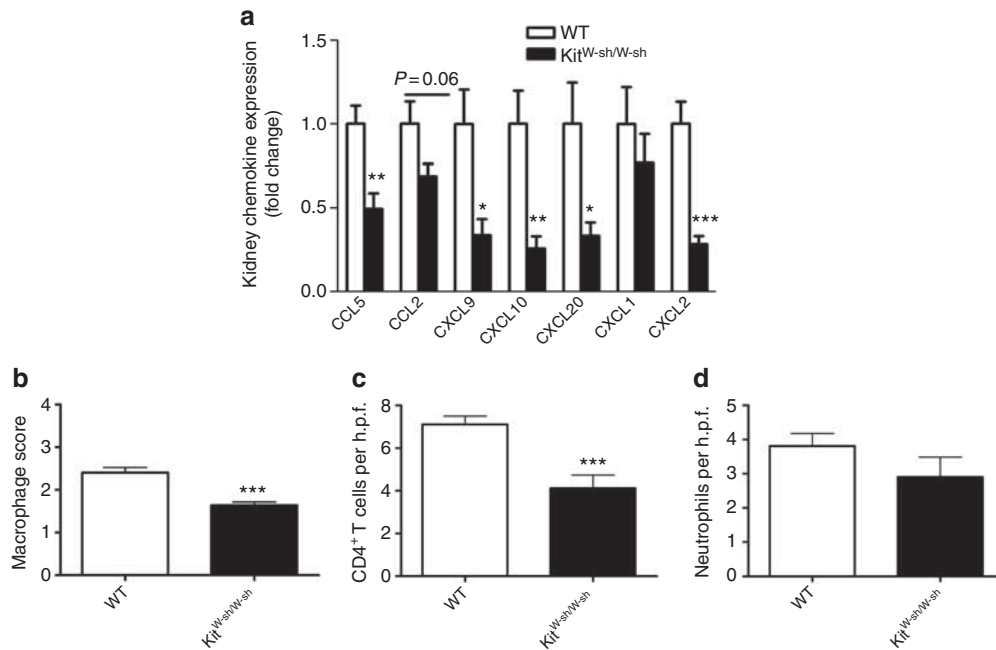 a
WT
Kit^W-sh/W-sh
Kidney chemokine expression
(fold change)
1.5
1.0
0.5
0.0
P = 0.06
**
*
**
*
***
CCL5
CCL2
CXCL9
CXCL10
CXCL20
CXCL1
CXCL2
b
Macrophage score
4
3
2
1
0
***
WT
Kit^W-sh/W-sh
c
CD4⁺ T cells per h.p.f.
8
6
4
2
0
***
WT
Kit^W-sh/W-sh
d
Neutrophils per h.p.f.
5
4
3
2
1
0
WT
Kit^W-sh/W-sh